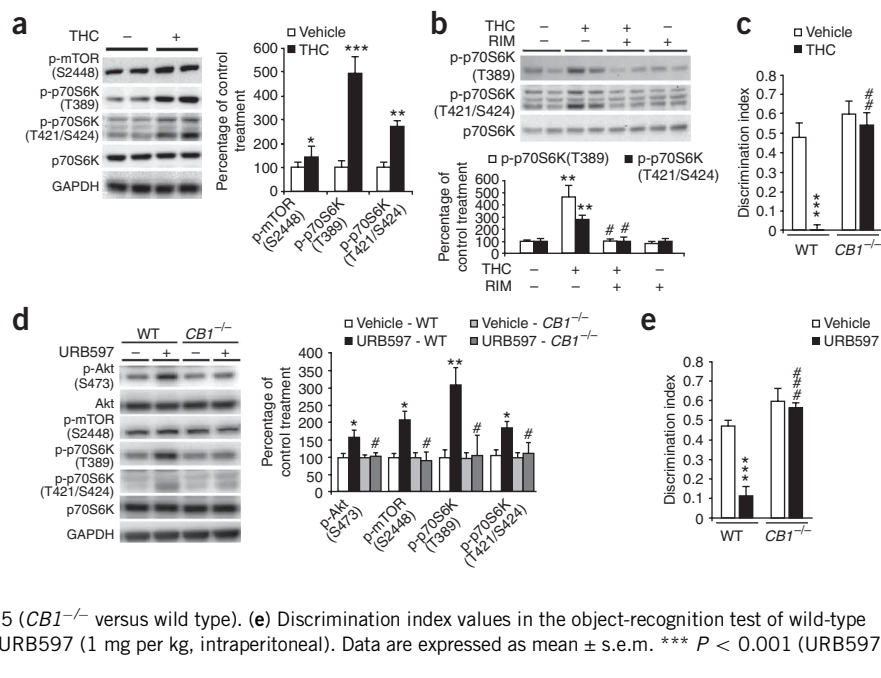 a
THC – +
p-mTOR
(S2448)
p-p70S6K
(T389)
p-p70S6K
(T421/S424)
p70S6K
GAPDH
Vehicle
THC
Percentage of control
treatment
600
500
400
300
200
100
0
*
***
**
p-mTOR
(S2448)
p-p70S6K
(T389)
p-p70S6K
(T421/S424)
b
THC – + + –
RIM – – + +
p-p70S6K
(T389)
p-p70S6K
(T421/S424)
p70S6K
p-p70S6K(T389)
p-p70S6K
(T421/S424)
Percentage of
control treatment
600
500
400
300
200
100
0
**
**
# #
THC – + + –
RIM – – + +
c
Vehicle
THC
Discrimination index
0.8
0.7
0.6
0.5
0.4
0.3
0.2
0.1
0
***
##
WT CB1–/–
d
WT CB1–/–
URB597 – + – +
p-Akt
(S473)
Akt
p-mTOR
(S2448)
p-p70S6K
(T389)
p-p70S6K
(T421/S424)
p70S6K
GAPDH
Vehicle - WT Vehicle - CB1–/–
URB597 - WT URB597 - CB1–/–
Percentage of
control treatment
400
350
300
250
200
150
100
50
0
* #
* #
** #
* #
p-Akt
(S473)
p-mTOR
(S2448)
p-p70S6K
(T389)
p-p70S6K
(T421/S424)
e
Vehicle
URB597
Discrimination index
0.8
0.7
0.6
0.5
0.4
0.3
0.2
0.1
0
***
###
WT CB1–/–
5 (CB1–/– versus wild type). (e) Discrimination index values in the object-recognition test of wild-type
URB597 (1 mg per kg, intraperitoneal). Data are expressed as mean ± s.e.m. *** P < 0.001 (URB597